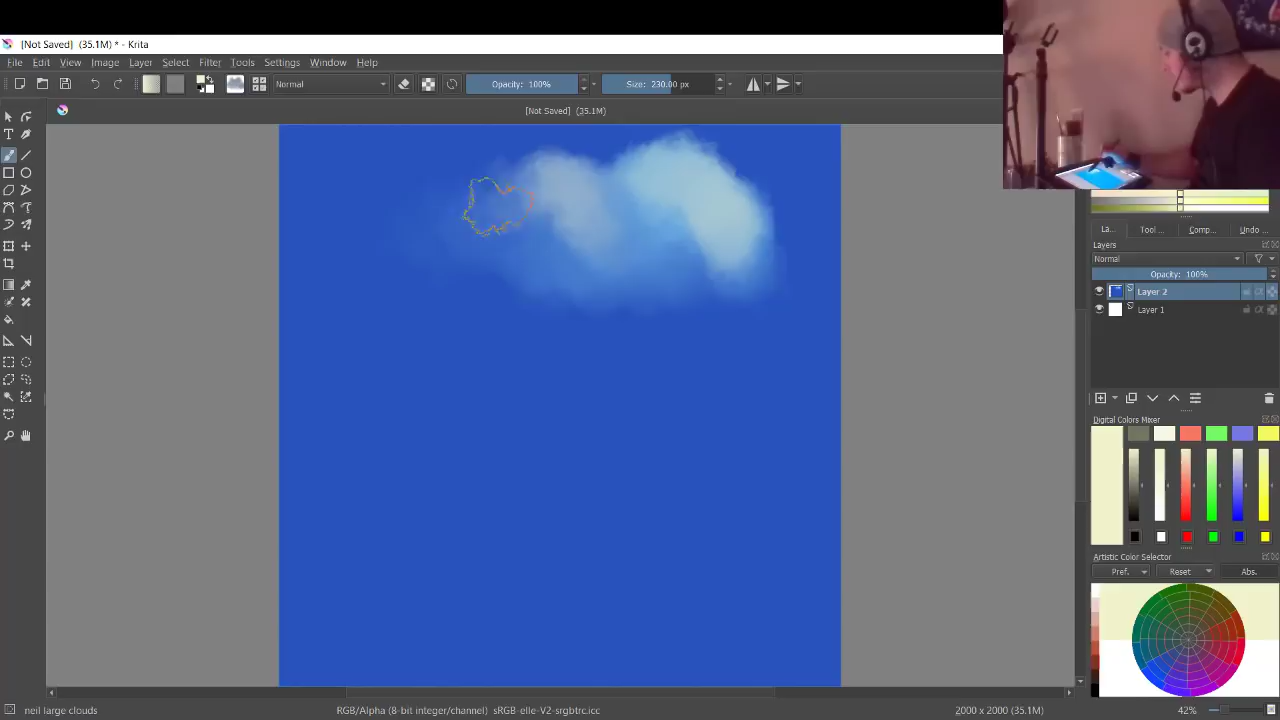 [Not Saved] (35.1M) * - Krita
File Edit View Image Layer Select Filter Tools Settings Window Help
Normal Opacity: 100% Size: 230.00 px
[Not Saved] (35.1M)
La... Tool ... Comp... Undo ...
Layers
Normal
Opacity: 100%
Layer 2
Layer 1
Digital Colors Mixer
Artistic Color Selector
Pref. Reset Abs.
neil large clouds RGB/Alpha (8-bit integer/channel) sRGB-elle-V2-srgbtrc.icc 2000 x 2000 (35.1M) 42%